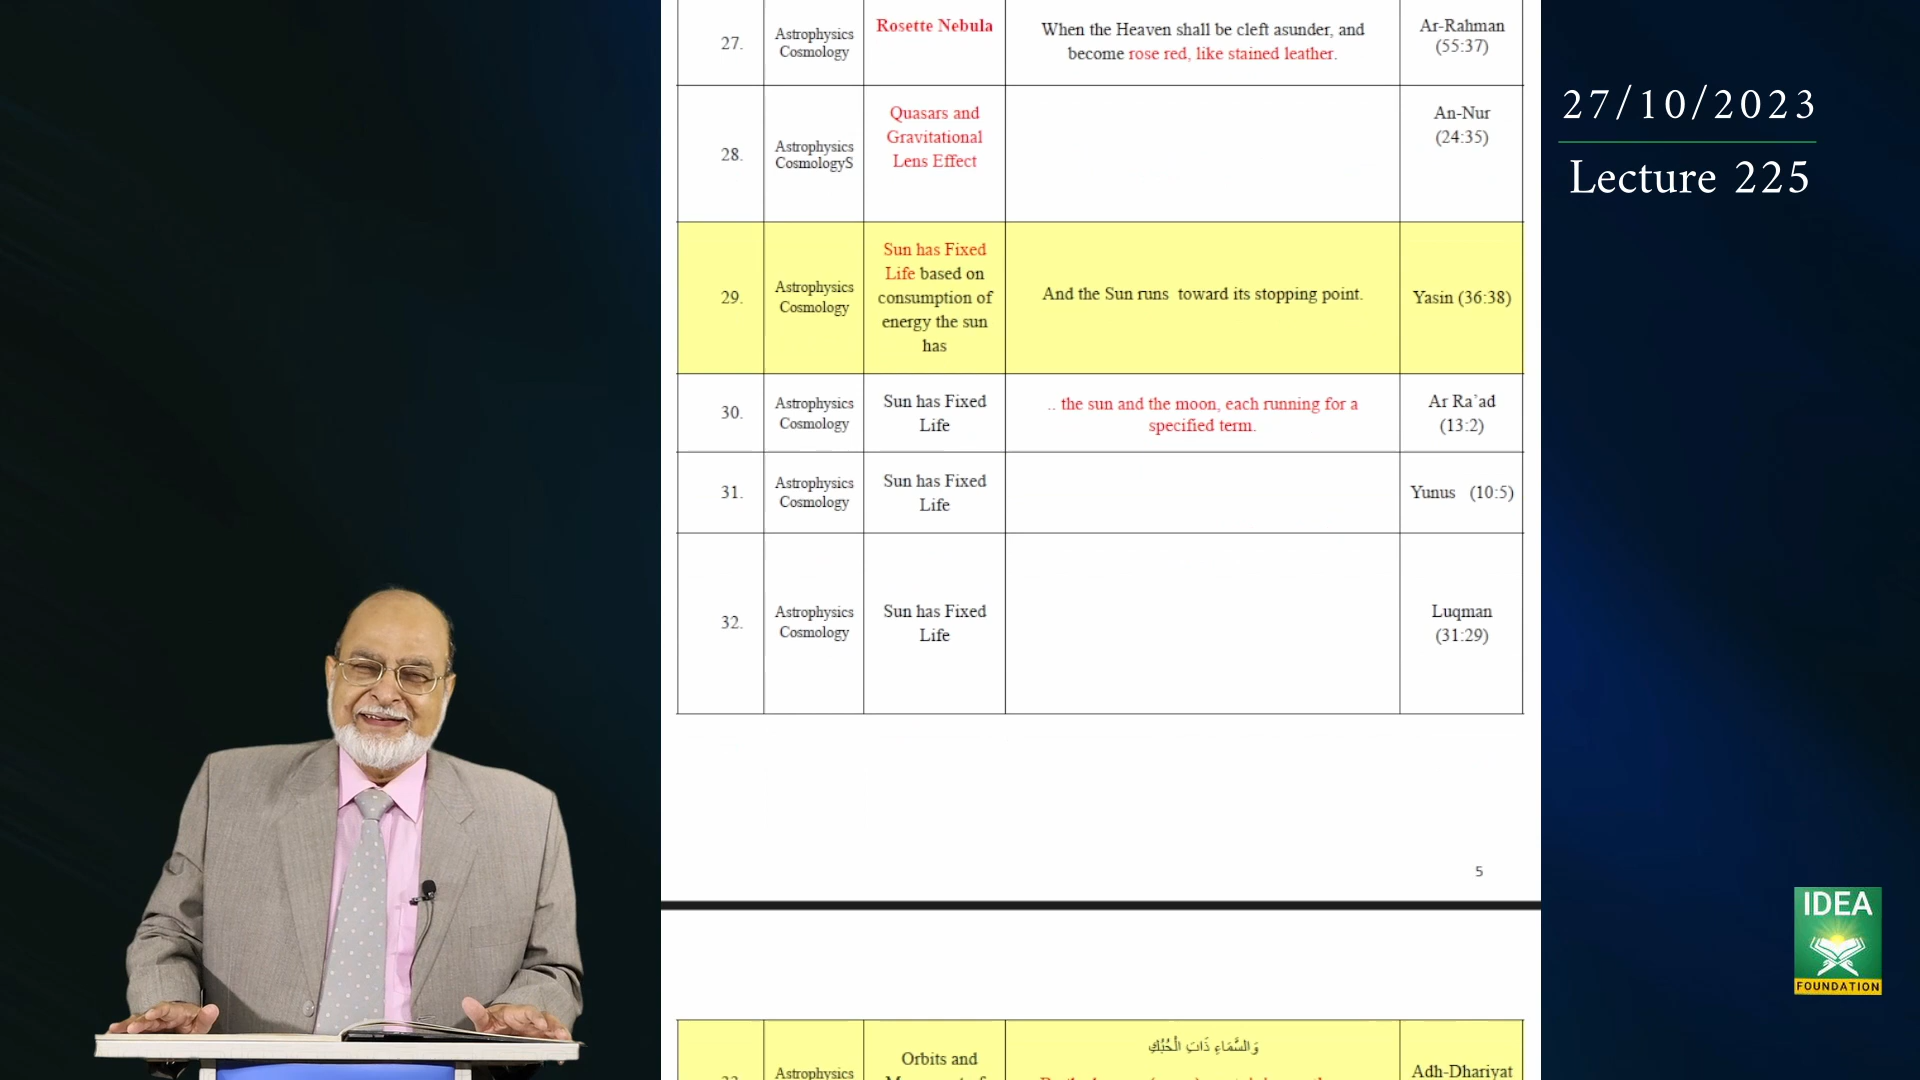 27.
Astrophysics
Cosmology
Rosette Nebula
When the Heaven shall be cleft asunder, and
become rose red, like stained leather.
Ar-Rahman
(55:37)
28.
Astrophysics
CosmologyS
Quasars and
Gravitational
Lens Effect
An-Nur
(24:35)
29.
Astrophysics
Cosmology
Sun has Fixed
Life based on
consumption of
energy the sun
has
And the Sun runs toward its stopping point.
Yasin (36:38)
30.
Astrophysics
Cosmology
Sun has Fixed
Life
.. the sun and the moon, each running for a
specified term.
Ar Ra’ad
(13:2)
31.
Astrophysics
Cosmology
Sun has Fixed
Life
Yunus (10:5)
32.
Astrophysics
Cosmology
Sun has Fixed
Life
Luqman
(31:29)
5
Astrophysics
Orbits and
وَالسَّمَاءِ ذَاتِ الْحُبُكِ
Adh-Dhariyat
27/10/2023
Lecture 225
IDEA
FOUNDATION